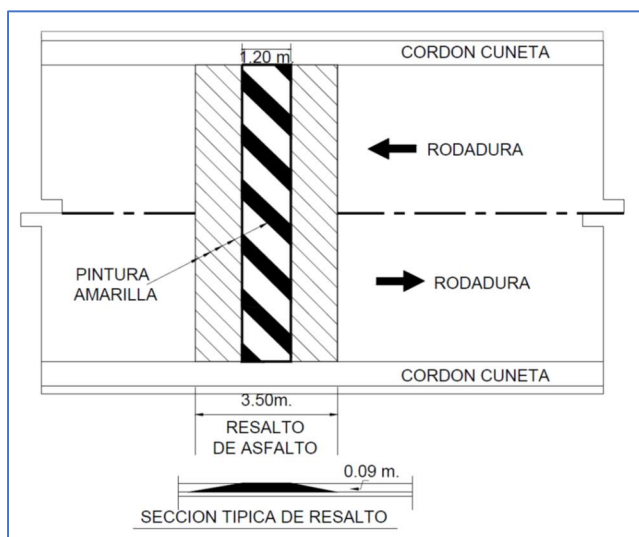 1.20 m.
CORDON CUNETA
RODADURA
PINTURA
AMARILLA
RODADURA
CORDON CUNETA
3.50m.
RESALTO
DE ASFALTO
0.09 m.
SECCION TIPICA DE RESALTO